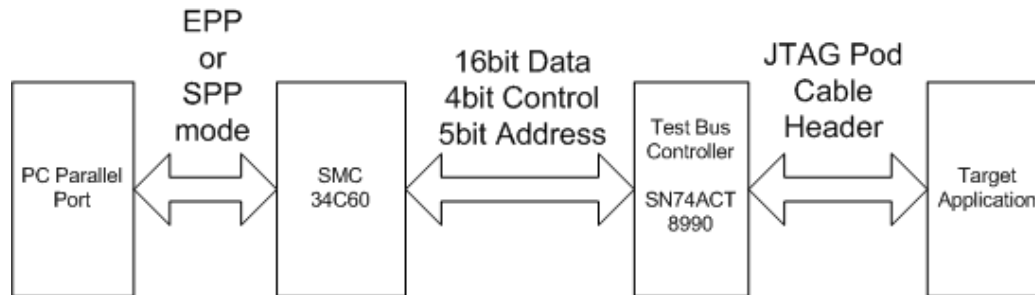 EPP
or
SPP
mode
16bit Data
4bit Control
5bit Address
JTAG Pod
Cable
Header
PC Parallel
Port
SMC
34C60
Test Bus
Controller
SN74ACT
8990
Target
Application